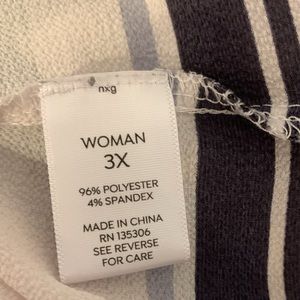 nxg
WOMAN
3X
96% POLYESTER
4% SPANDEX
MADE IN CHINA
RN 135306
SEE REVERSE
FOR CARE